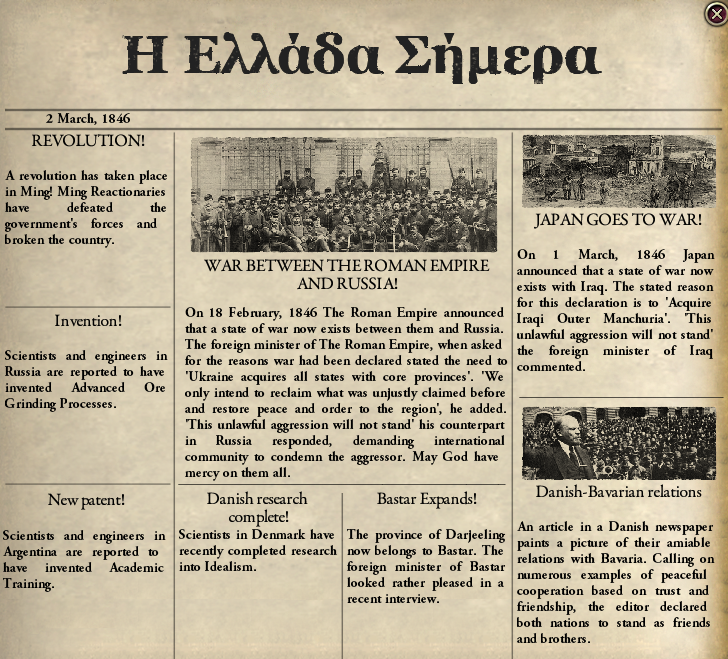 Η Ελλάδα Σήμερα
2 March, 1846
REVOLUTION!
A revolution has taken place
in Ming! Ming Reactionaries
have defeated the
government's forces and
broken the country.
Invention!
Scientists and engineers in
Russia are reported to have
invented Advanced Ore
Grinding Processes.
New patent!
Scientists and engineers in
Argentina are reported to
have invented Academic
Training.
WAR BETWEEN THE ROMAN EMPIRE
AND RUSSIA!
On 18 February, 1846 The Roman Empire announced
that a state of war now exists between them and Russia.
The foreign minister of The Roman Empire, when asked
for the reasons war had been declared stated the need to
'Ukraine acquires all states with core provinces'. 'We
only intend to reclaim what was unjustly claimed before
and restore peace and order to the region', he added.
'This unlawful aggression will not stand' his counterpart
in Russia responded, demanding international
community to condemn the aggressor. May God have
mercy on them all.
Danish research
complete!
Scientists in Denmark have
recently completed research
into Idealism.
Bastar Expands!
The province of Darjeeling
now belongs to Bastar. The
foreign minister of Bastar
looked rather pleased in a
recent interview.
JAPAN GOES TO WAR!
On 1 March, 1846 Japan
announced that a state of war now
exists with Iraq. The stated reason
for this declaration is to 'Acquire
Iraqi Outer Manchuria'. 'This
unlawful aggression will not stand'
the foreign minister of Iraq
commented.
Danish-Bavarian relations
An article in a Danish newspaper
paints a picture of their amiable
relations with Bavaria. Calling on
numerous examples of peaceful
cooperation based on trust and
friendship, the editor declared
both nations to stand as friends
and brothers.